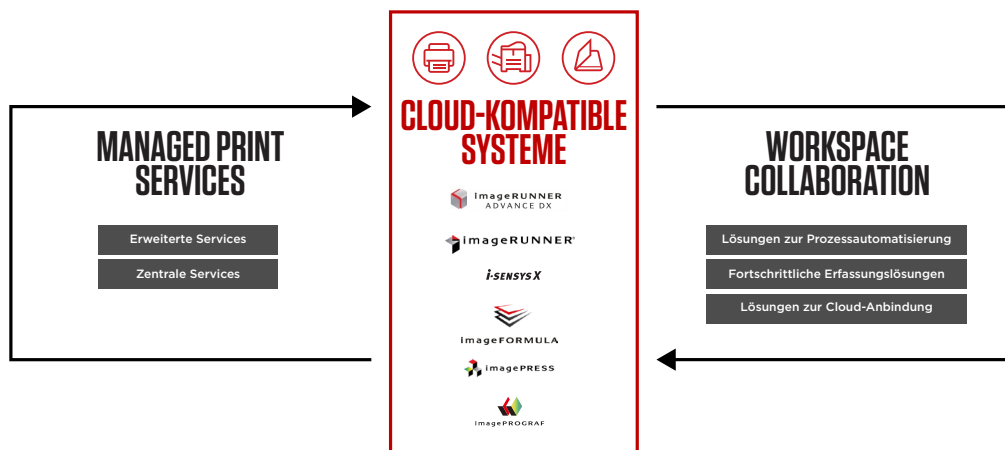 MANAGED PRINT
SERVICES
Erweiterte Services
Zentrale Services
CLOUD-KOMPATIBLE
SYSTEME
imageRUNNER
ADVANCE DX
imageRUNNER®
i-SENSYS X
imageFORMULA
imagePRESS
imagePROGRAF
WORKSPACE
COLLABORATION
Lösungen zur Prozessautomatisierung
Fortschrittliche Erfassungslösungen
Lösungen zur Cloud-Anbindung